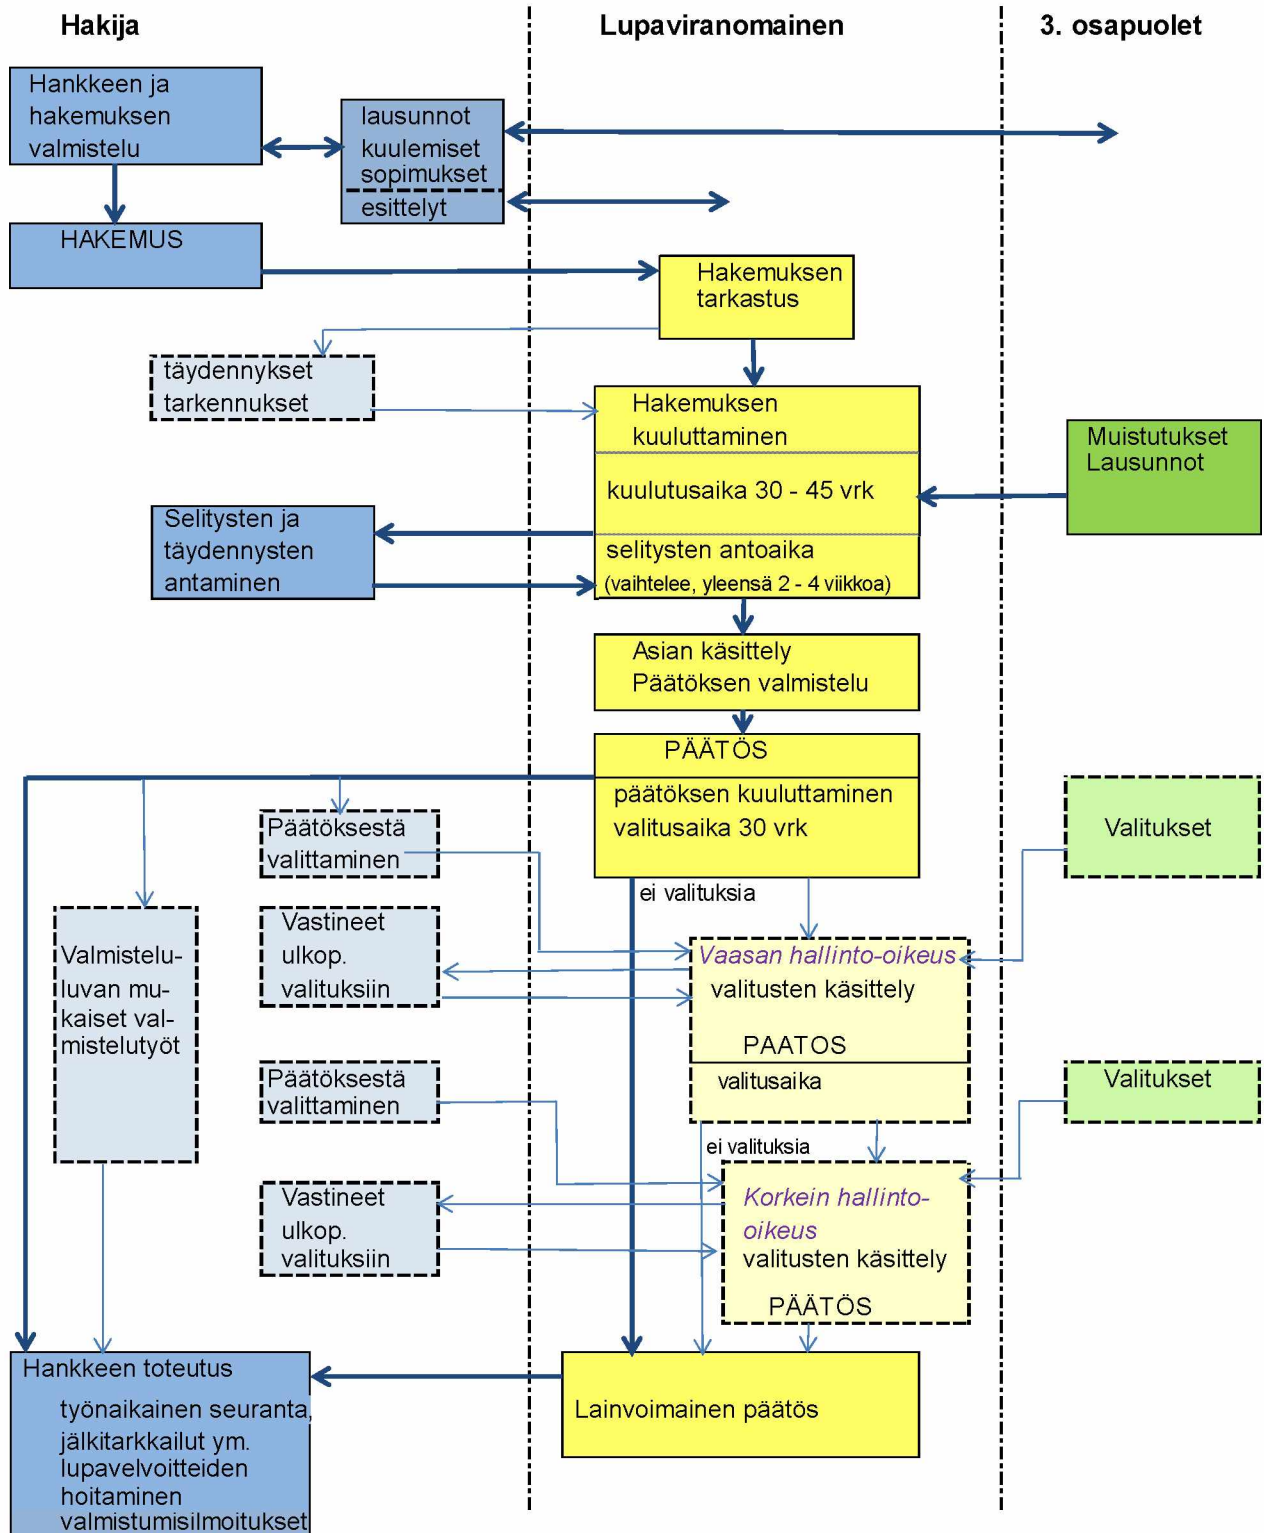 Hakija
Lupaviranomainen
3. osapuolet
Hankkeen ja
hakemuksen
valmistelu
lausunnot
kuulemiset
sopimukset
esittelyt
HAKEMUS
Hakemuksen
tarkastus
täydennykset
tarkennukset
Hakemuksen
kuuluttaminen
kuulutusaika 30 - 45 vrk
Muistutukset
Lausunnot
Selitysten ja
täydennysten
antaminen
selitysten antoaika
(vaihtelee, yleensä 2 - 4 viikkoa)
Asian käsittely
Päätöksen valmistelu
PÄÄTÖS
päätöksen kuuluttaminen
valitusaika 30 vrk
Päätöksestä
valittaminen
Valitukset
ei valituksia
Valmistelu-
luvan mu-
kaiset val-
mistelutyöt
Vastineet
ulkop.
valituksiin
Vaasan hallinto-oikeus
valitusten käsittely
PAATOS
valitusaika
Päätöksestä
valittaminen
Valitukset
ei valituksia
Vastineet
ulkop.
valituksiin
Korkein hallinto-
oikeus
valitusten käsittely
PÄÄTÖS
Hankkeen toteutus
työnaikainen seuranta,
jälkitarkkailut ym.
lupavelvoitteiden
hoitaminen
valmistumisilmoitukset
Lainvoimainen päätös